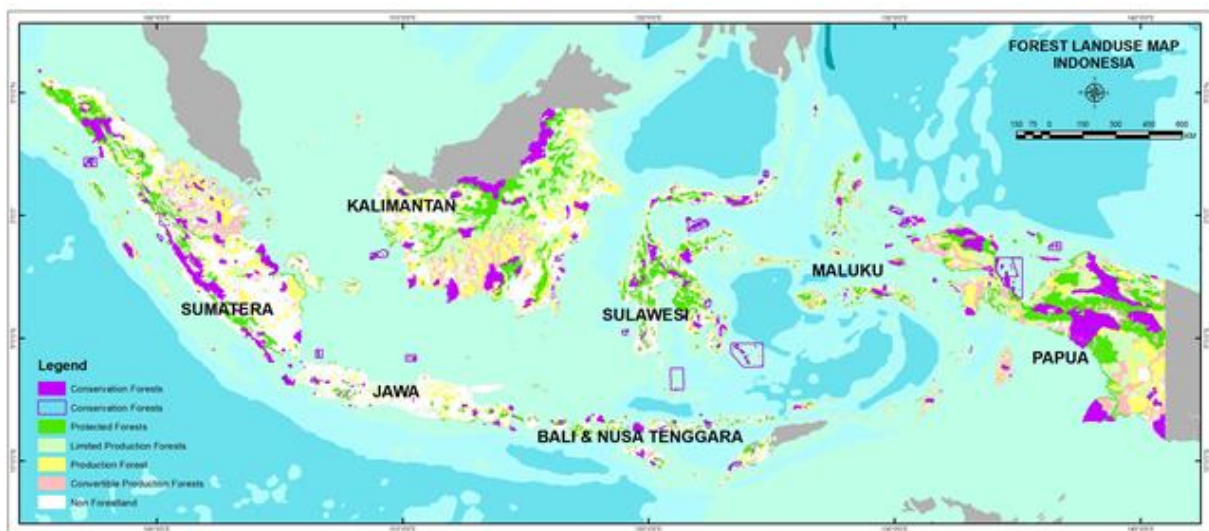 FOREST LANDUSE MAP
INDONESIA
KM
KALIMANTAN
MALUKU
SUMATERA
SULAWESI
PAPUA
JAWA
BALI & NUSA TENGGARA
Legend
Conservation Forests
Conservation Forests
Protected Forests
Limited Production Forests
Production Forest
Convertible Production Forests
Non Forestland